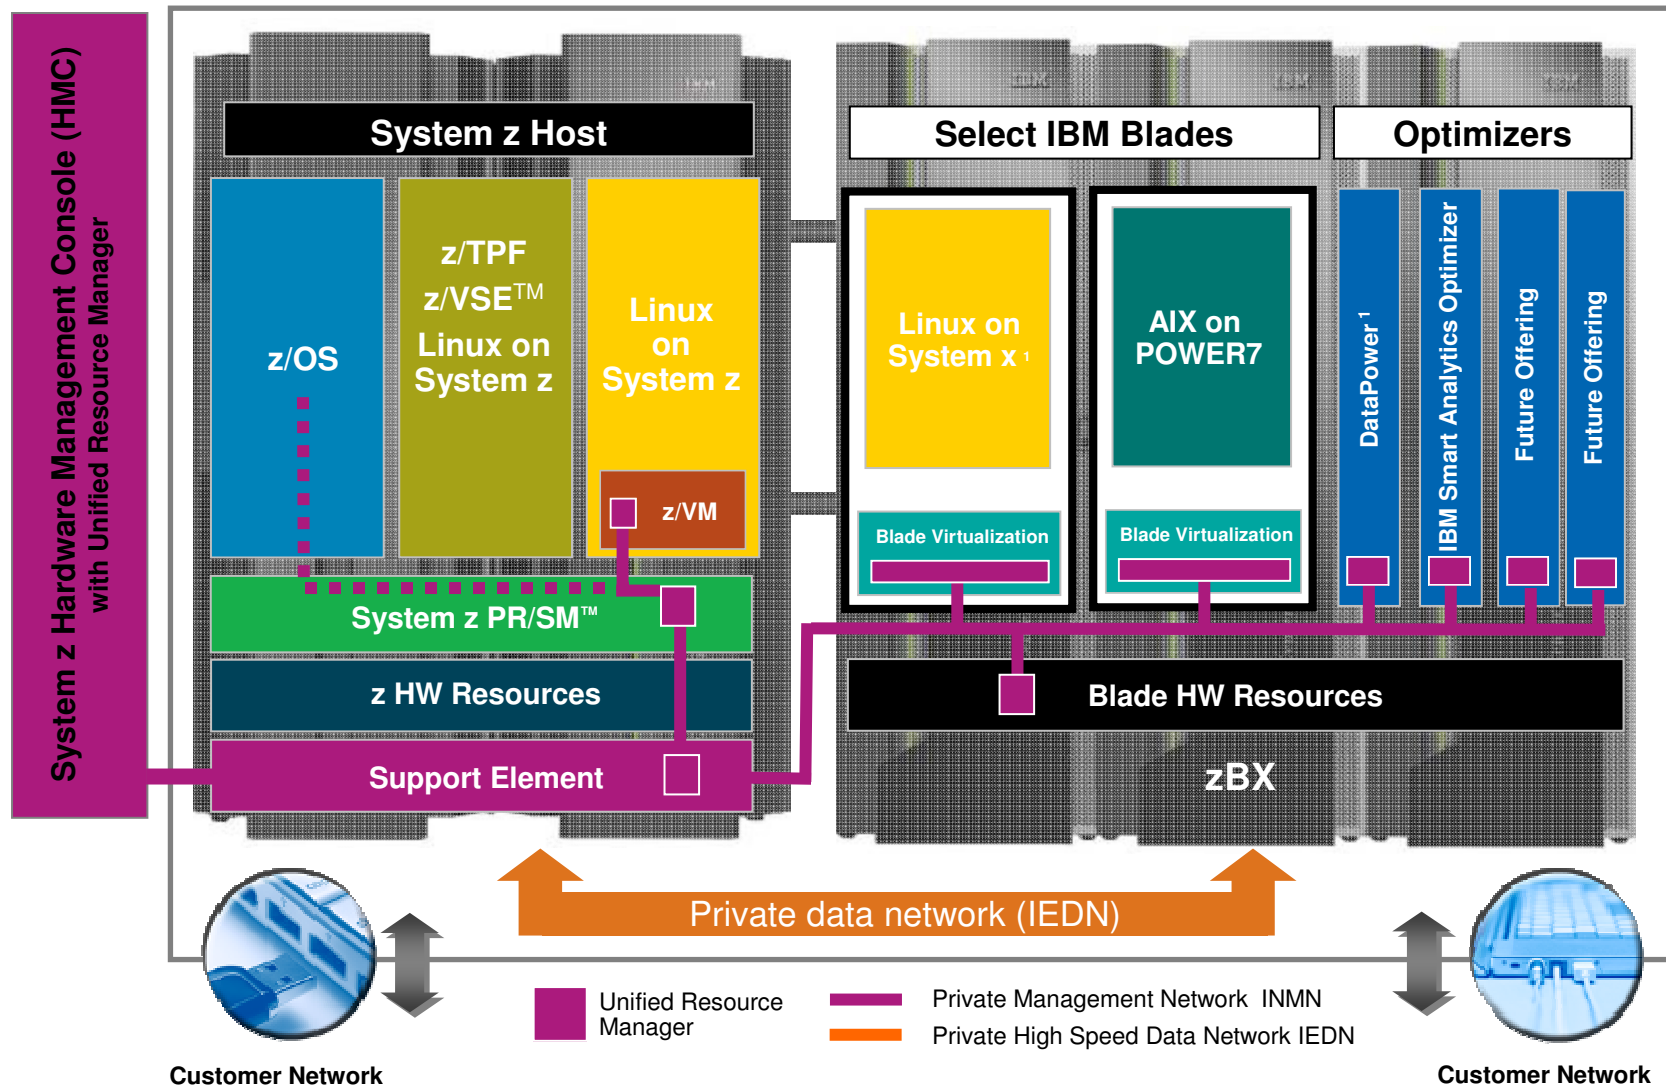 System z Hardware Management Console (HMC)
with Unified Resource Manager
IBM
IBM
IBM
System z Host
Select IBM Blades
Optimizers
z/OS
z/TPF
z/VSE™
Linux on
System z
Linux
on
System z
z/VM
Linux on
System x 1
AIX on
POWER7
Blade Virtualization
Blade Virtualization
DataPower 1
IBM Smart Analytics Optimizer
Future Offering
Future Offering
System z PR/SM™
z HW Resources
Blade HW Resources
Support Element
zBX
Private data network (IEDN)
Unified Resource
Manager
Private Management Network INMN
Private High Speed Data Network IEDN
Customer Network
Customer Network